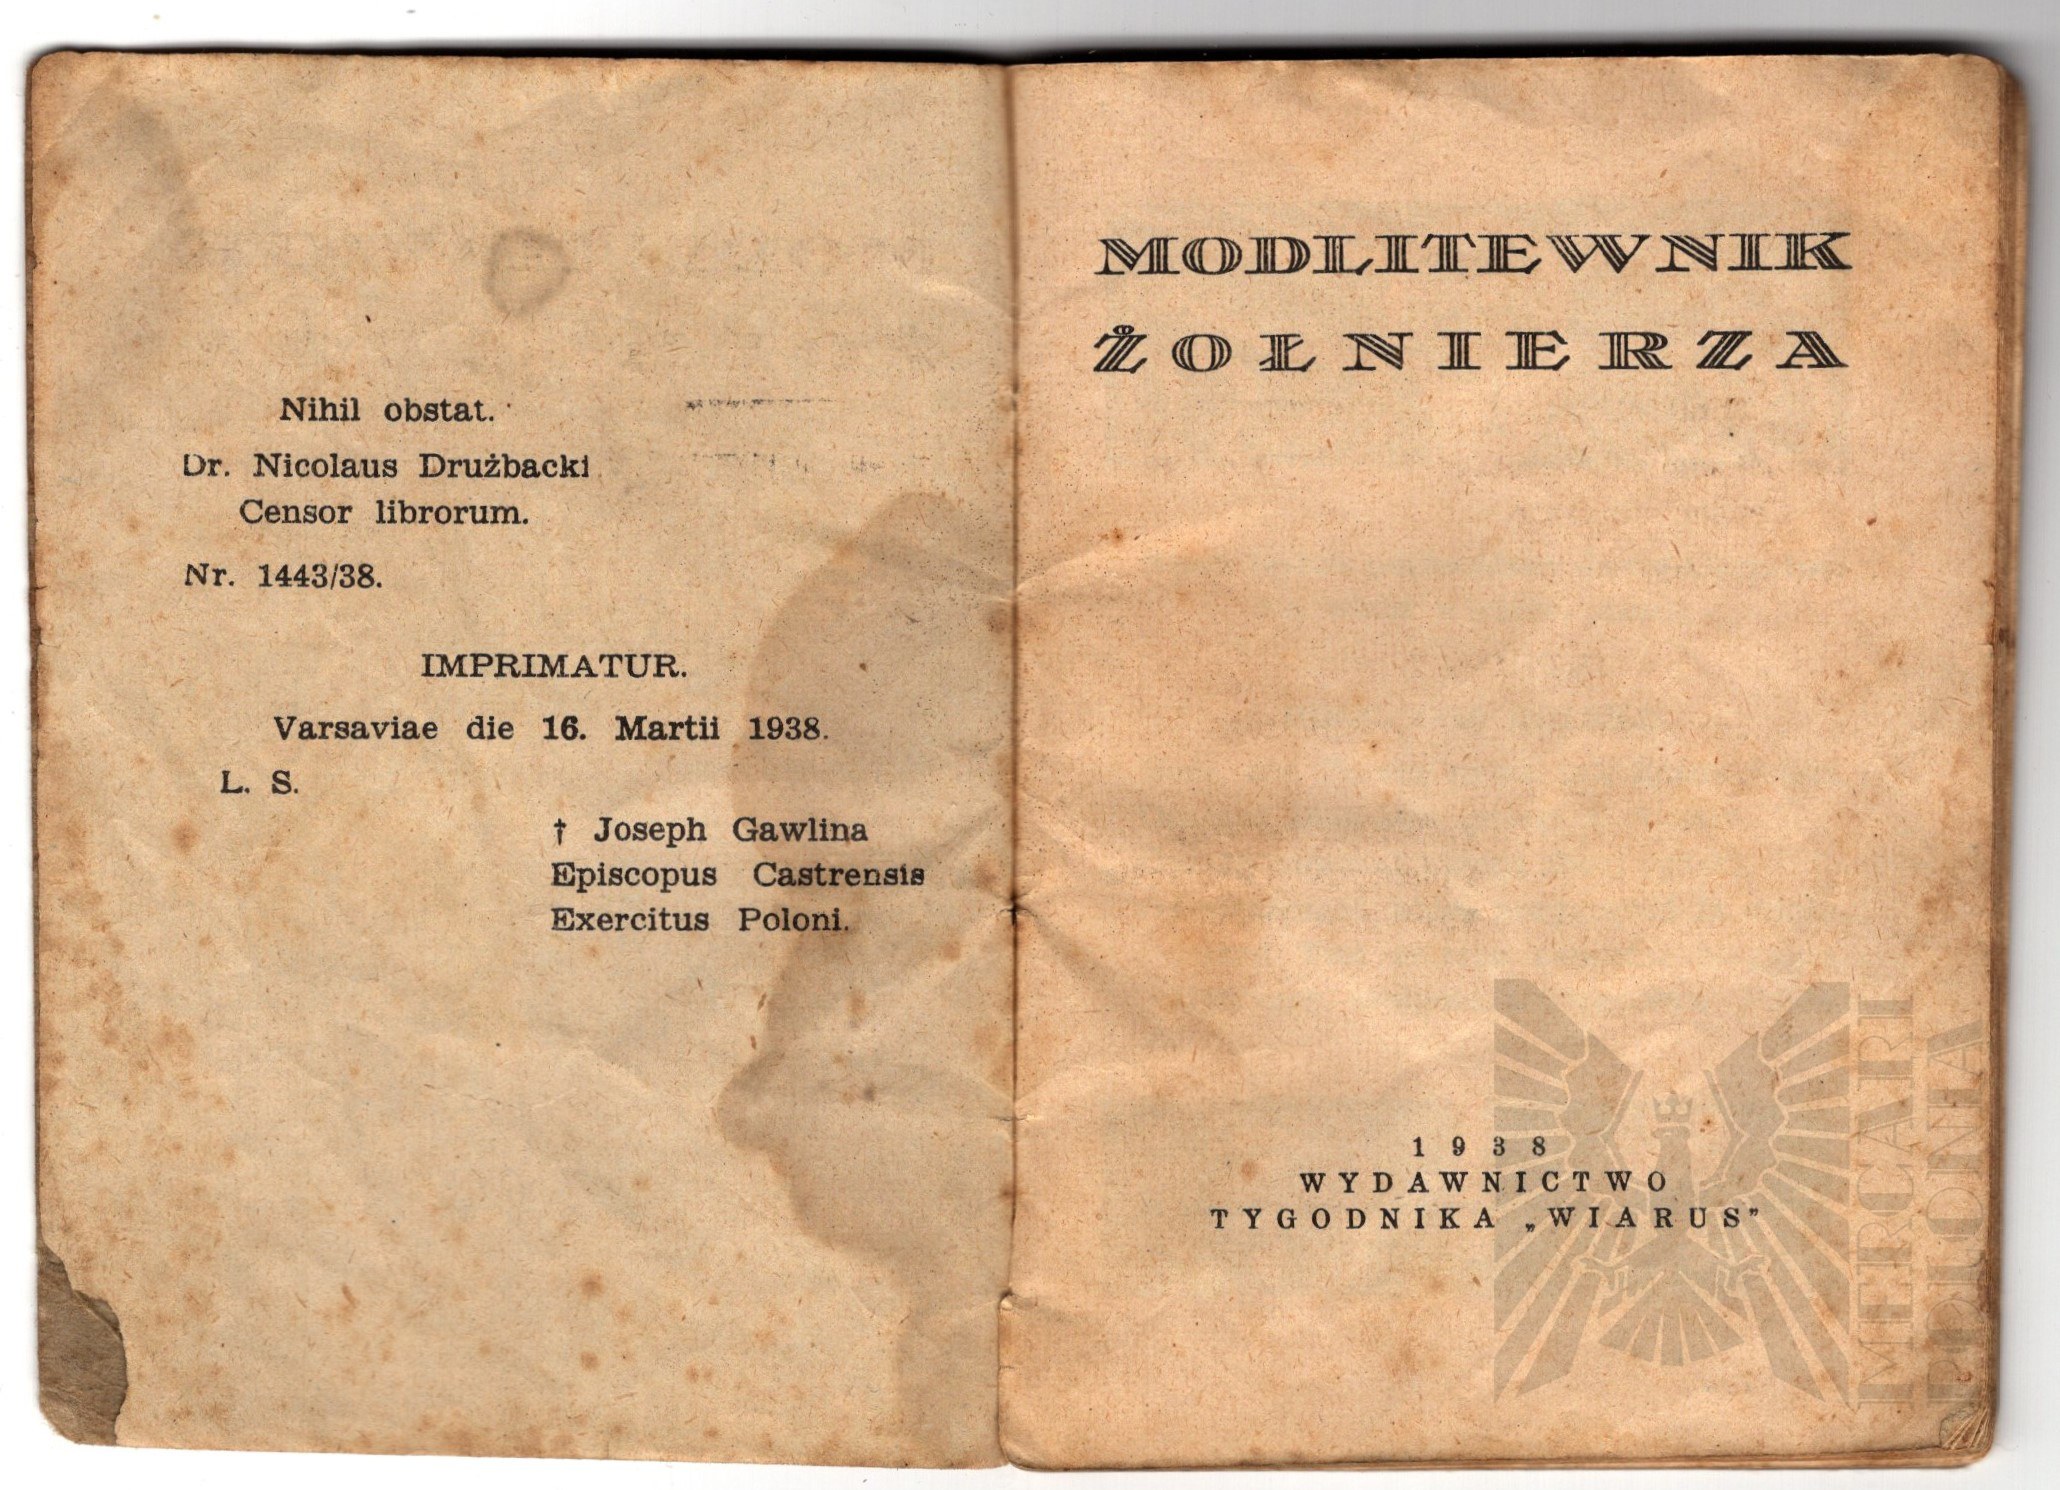 Nihil obstat.
Dr. Nicolaus Drużbacki
Censor librorum.
Nr. 1443/38.
IMPRIMATUR.
Varsaviae die 16. Martii 1938.
L. S.
† Joseph Gawlina
Episcopus Castrensis
Exercitus Poloni.
MODLITEWNIK
ŻOŁNIERZA
1938
WYDAWNICTWO
TYGODNIKA „WIARUS”
MERCARI
POLONIA